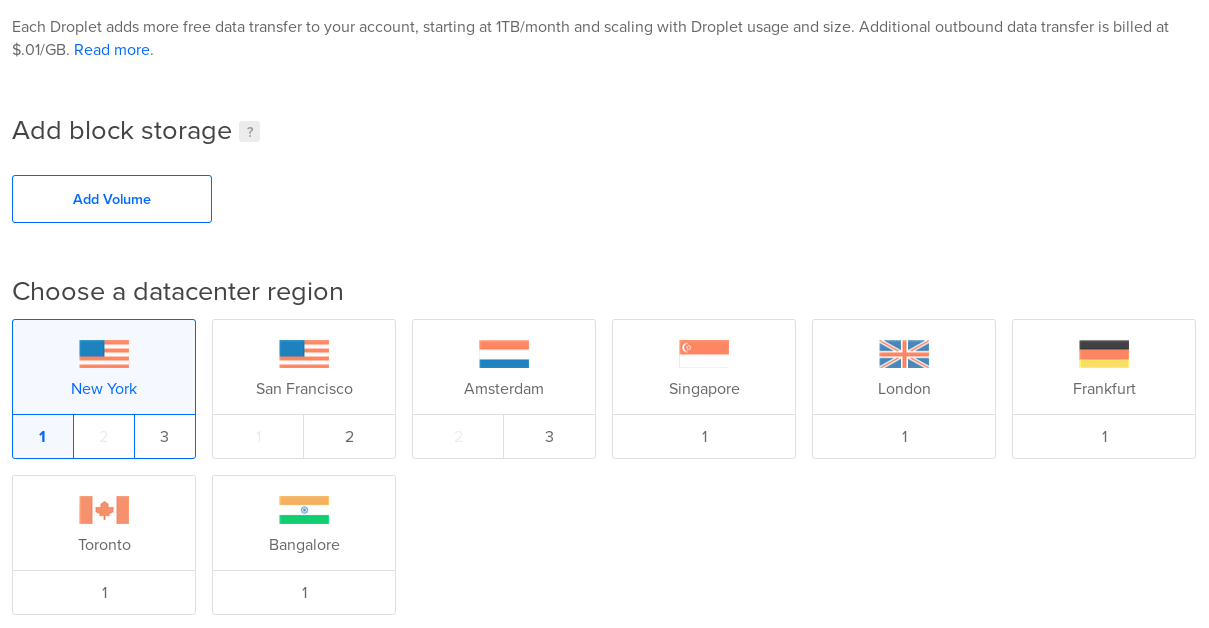 Each Droplet adds more free data transfer to your account, starting at 1TB/month and scaling with Droplet usage and size. Additional outbound data transfer is billed at
$.01/GB. Read more.
Add block storage ?
Add Volume
Choose a datacenter region
New York San Francisco Amsterdam Singapore London Frankfurt
1 2 3 1 2 2 3 1 1 1
Toronto Bangalore
1 1